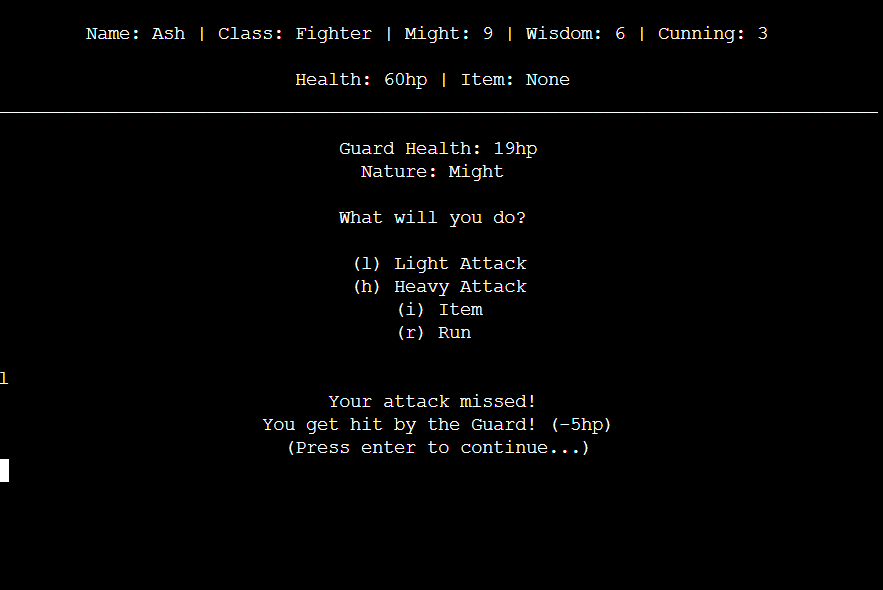 Name: Ash | Class: Fighter | Might: 9 | Wisdom: 6 | Cunning: 3
Health: 60hp | Item: None
Guard Health: 19hp
Nature: Might
What will you do?
(l) Light Attack
(h) Heavy Attack
(i) Item
(r) Run
l
Your attack missed!
You get hit by the Guard! (-5hp)
(Press enter to continue...)